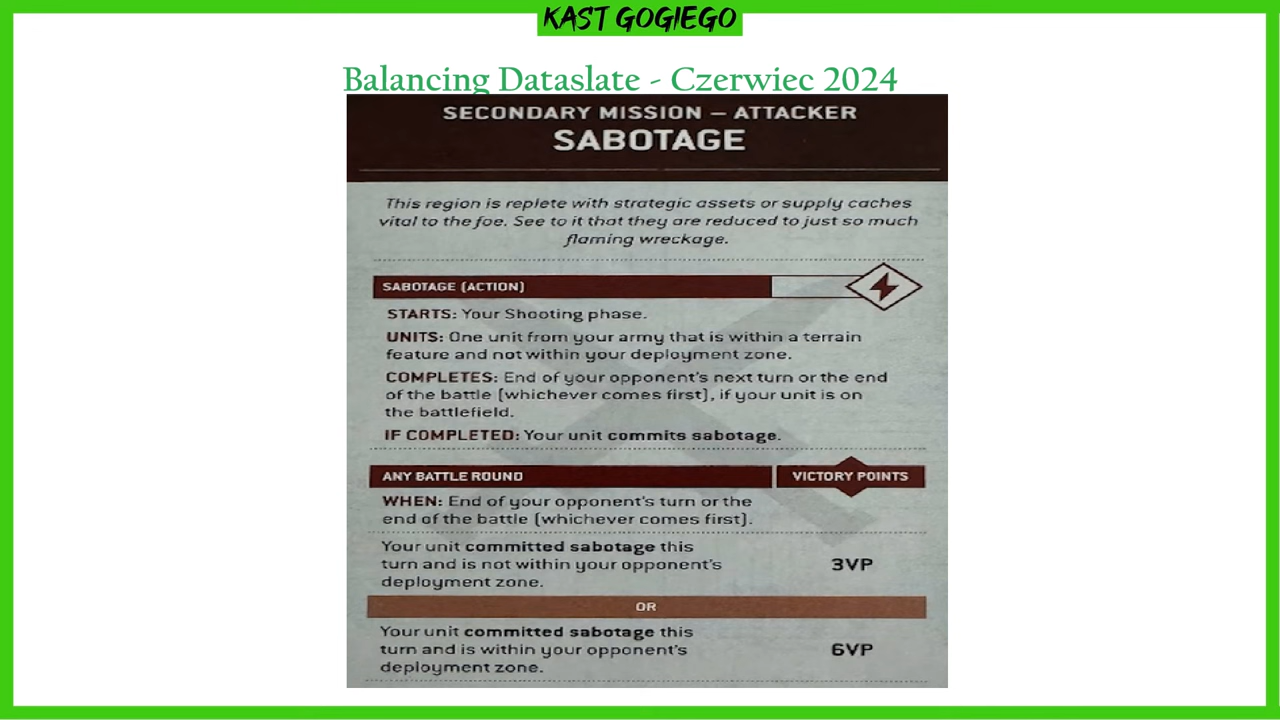 KAST GOGIEGO
Balancing Dataslate - Czerwiec 2024
SECONDARY MISSION – ATTACKER
SABOTAGE
This region is replete with strategic assets or supply caches
vital to the foe. See to it that they are reduced to just so much
flaming wreckage.
SABOTAGE (ACTION)
STARTS: Your Shooting phase.
UNITS: One unit from your army that is within a terrain
feature and not within your deployment zone.
COMPLETES: End of your opponent's next turn or the end
of the battle (whichever comes first), if your unit is on
the battlefield.
IF COMPLETED: Your unit commits sabotage.
ANY BATTLE ROUND VICTORY POINTS
WHEN: End of your opponent's turn or the
end of the battle (whichever comes first).
Your unit committed sabotage this
turn and is not within your opponent's
deployment zone.
3VP
OR
Your unit committed sabotage this
turn and is within your opponent's
deployment zone.
6VP